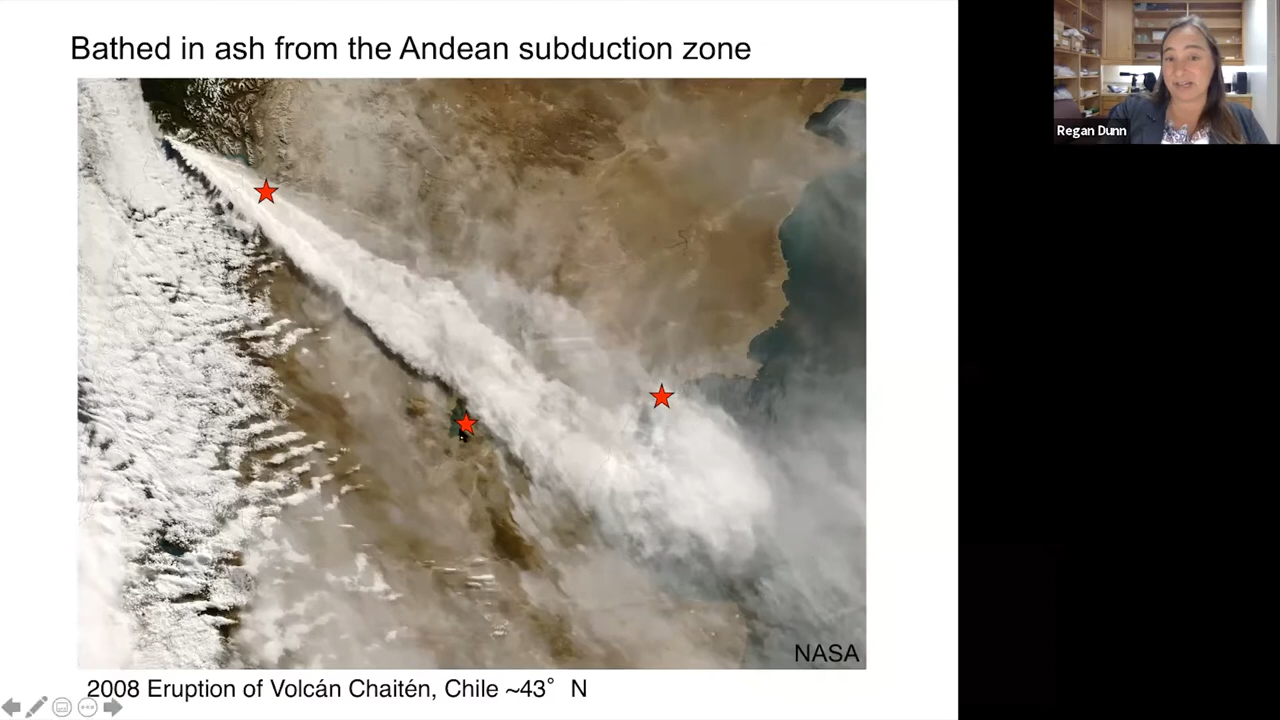 Bathed in ash from the Andean subduction zone
Regan Dunn
NASA
2008 Eruption of Volcán Chaitén, Chile ~43° N